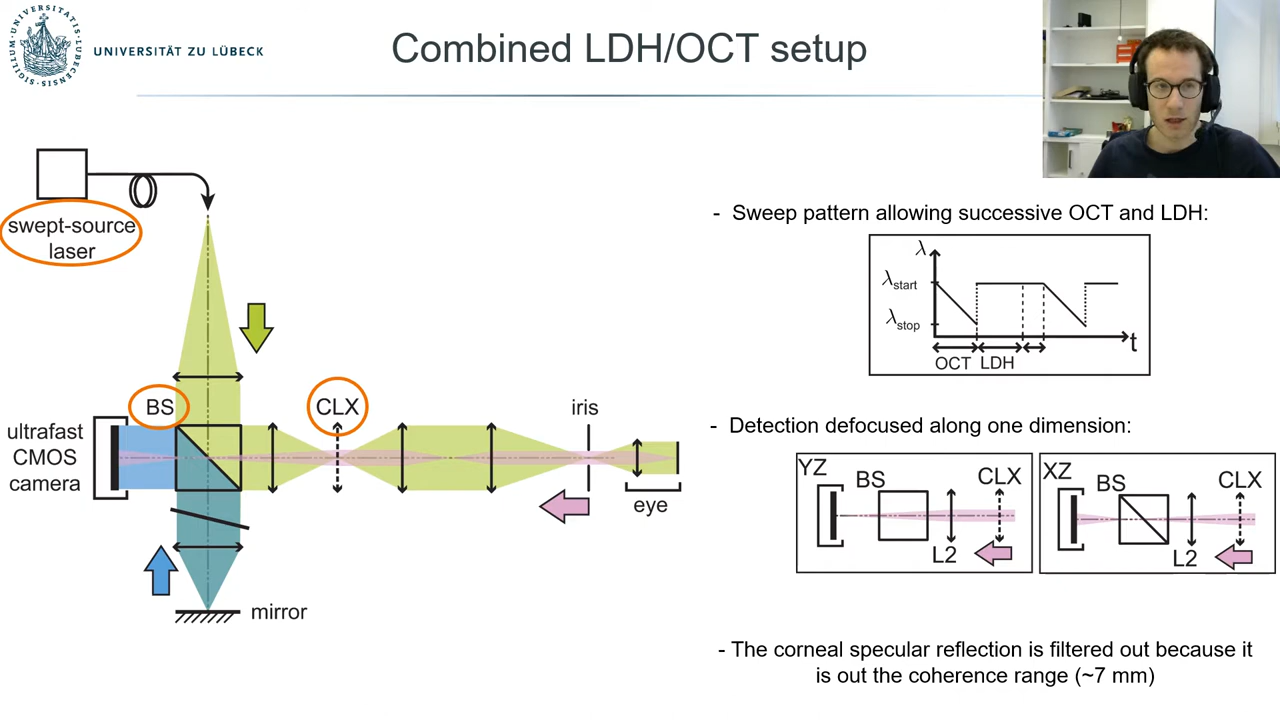 UNIVERSITÄT ZU LÜBECK
Combined LDH/OCT setup
swept-source
laser
BS
CLX
iris
ultrafast
CMOS
camera
eye
mirror
- Sweep pattern allowing successive OCT and LDH:
λ
λstart
λstop
t
OCT LDH
- Detection defocused along one dimension:
YZ
BS
CLX
L2
XZ
BS
CLX
L2
- The corneal specular reflection is filtered out because it
is out the coherence range (~7 mm)